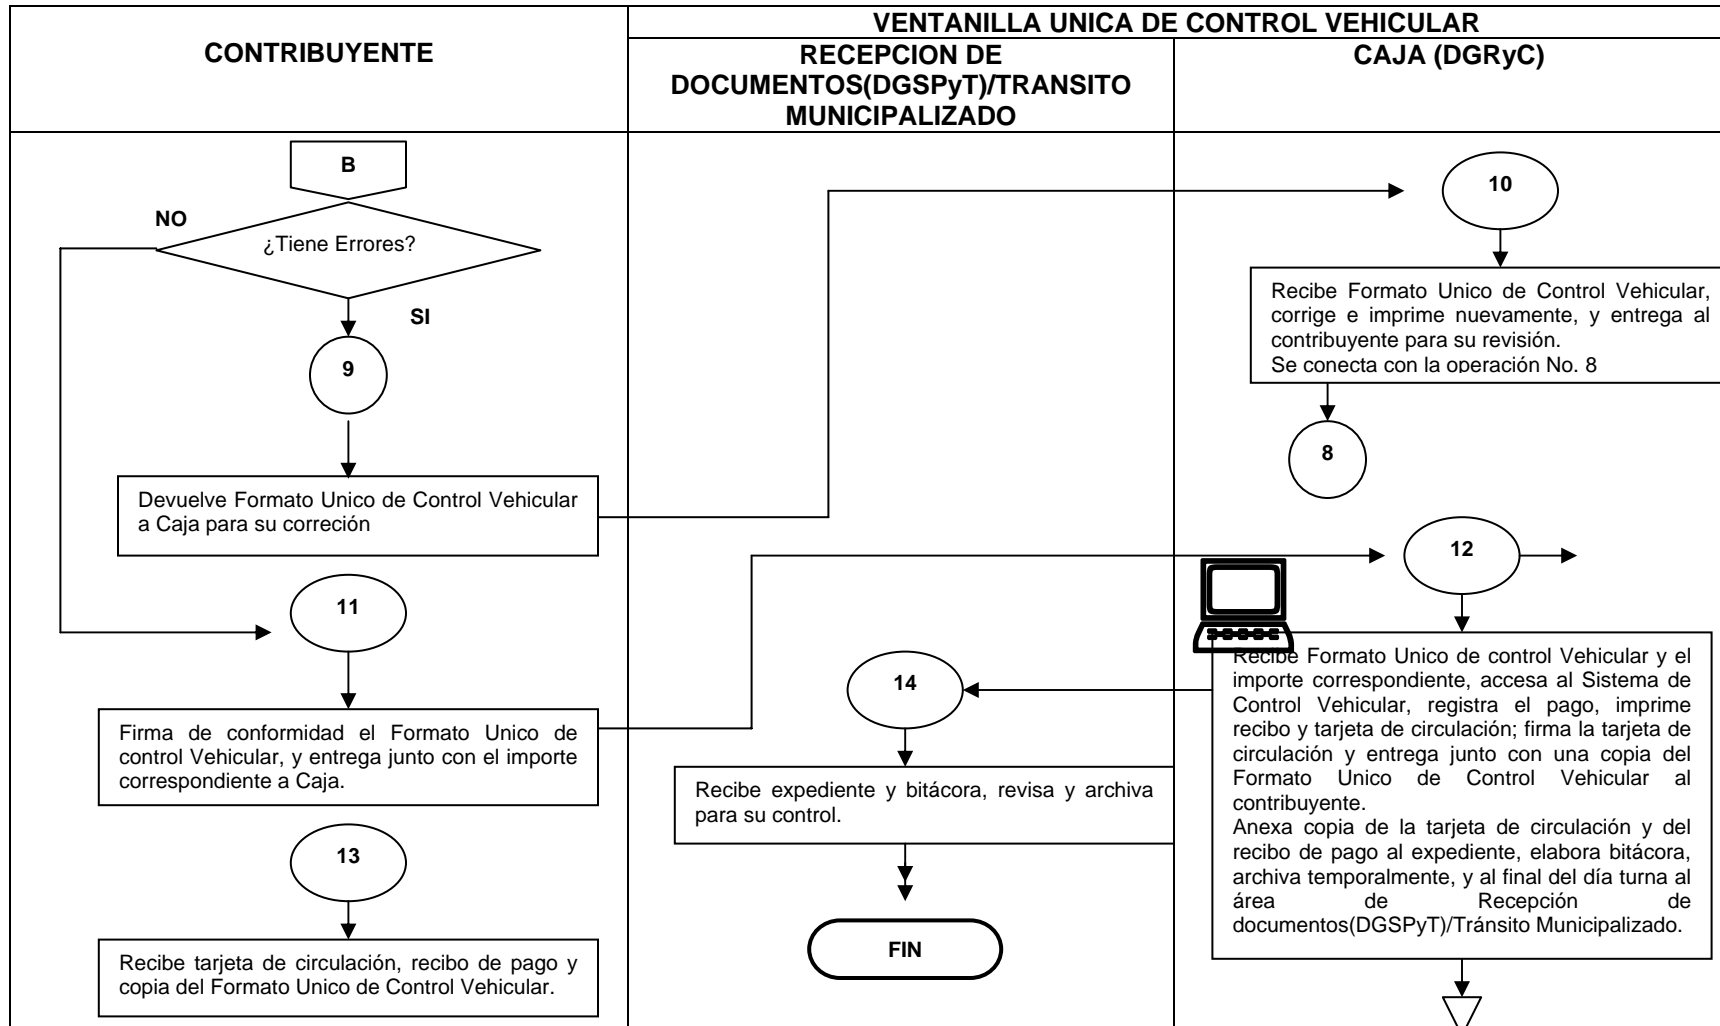 VENTANILLA UNICA DE CONTROL VEHICULAR
CONTRIBUYENTE
RECEPCION DE
DOCUMENTOS(DGSPyT)/TRANSITO
MUNICIPALIZADO
CAJA (DGRyC)
B
NO
¿Tiene Errores?
SI
9
Devuelve Formato Unico de Control Vehicular
a Caja para su correción
10
Recibe Formato Unico de Control Vehicular,
corrige e imprime nuevamente, y entrega al
contribuyente para su revisión.
Se conecta con la operación No. 8
8
11
Firma de conformidad el Formato Unico de
control Vehicular, y entrega junto con el importe
correspondiente a Caja.
12
Recibe Formato Unico de control Vehicular y el
importe correspondiente, accesa al Sistema de
Control Vehicular, registra el pago, imprime
recibo y tarjeta de circulación; firma la tarjeta de
circulación y entrega junto con una copia del
Formato Unico de Control Vehicular al
contribuyente.
Anexa copia de la tarjeta de circulación y del
recibo de pago al expediente, elabora bitácora,
archiva temporalmente, y al final del día turna al
área de Recepción de
documentos(DGSPyT)/Tránsito Municipalizado.
13
Recibe tarjeta de circulación, recibo de pago y
copia del Formato Unico de Control Vehicular.
14
Recibe expediente y bitácora, revisa y archiva
para su control.
FIN